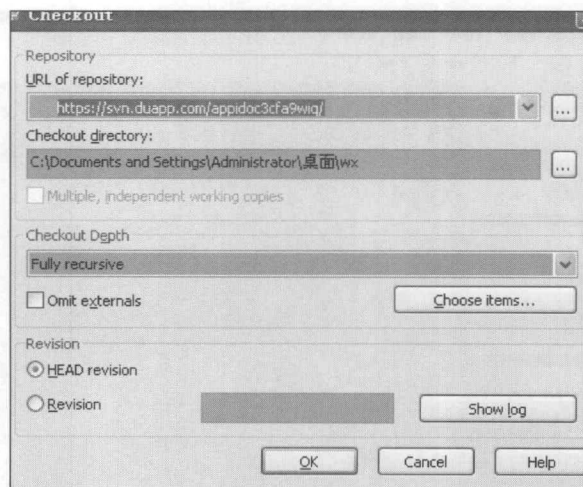 Checkout
Repository
URL of repository:
https://svn.duapp.com/appidoc3cfa9wiq/
...
Checkout directory:
C:\Documents and Settings\Administrator\桌面\wx
...
Multiple, independent working copies
Checkout Depth
Fully recursive
Omit externals
Choose items...
Revision
HEAD revision
Revision
Show log
OK
Cancel
Help